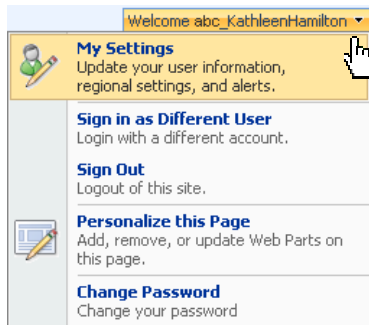 Welcome abc_KathleenHamilton
My Settings
Update your user information,
regional settings, and alerts.
Sign in as Different User
Login with a different account.
Sign Out
Logout of this site.
Personalize this Page
Add, remove, or update Web Parts on
this page.
Change Password
Change your password